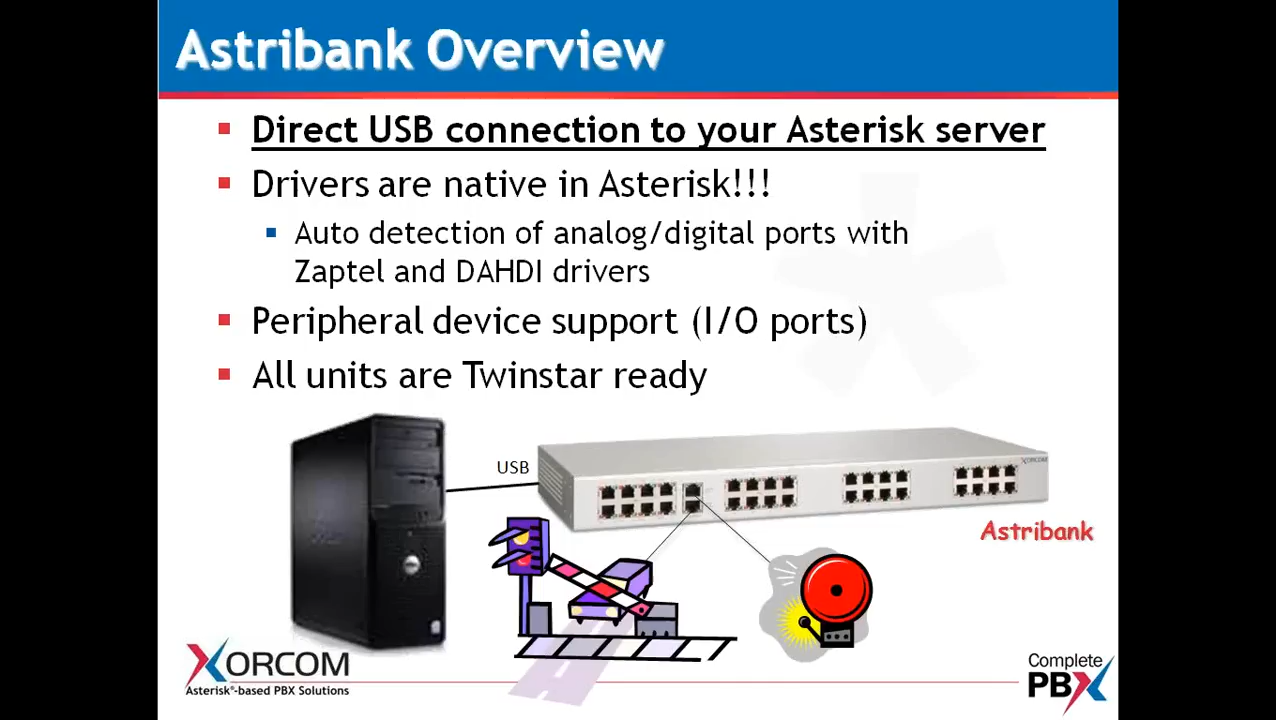 Astribank Overview
Direct USB connection to your Asterisk server
Drivers are native in Asterisk!!!
Auto detection of analog/digital ports with
Zaptel and DAHDI drivers
Peripheral device support (I/O ports)
All units are Twinstar ready
USB
XORCOM
Astribank
XORCOM
Asterisk®-based PBX Solutions
Complete
PBX